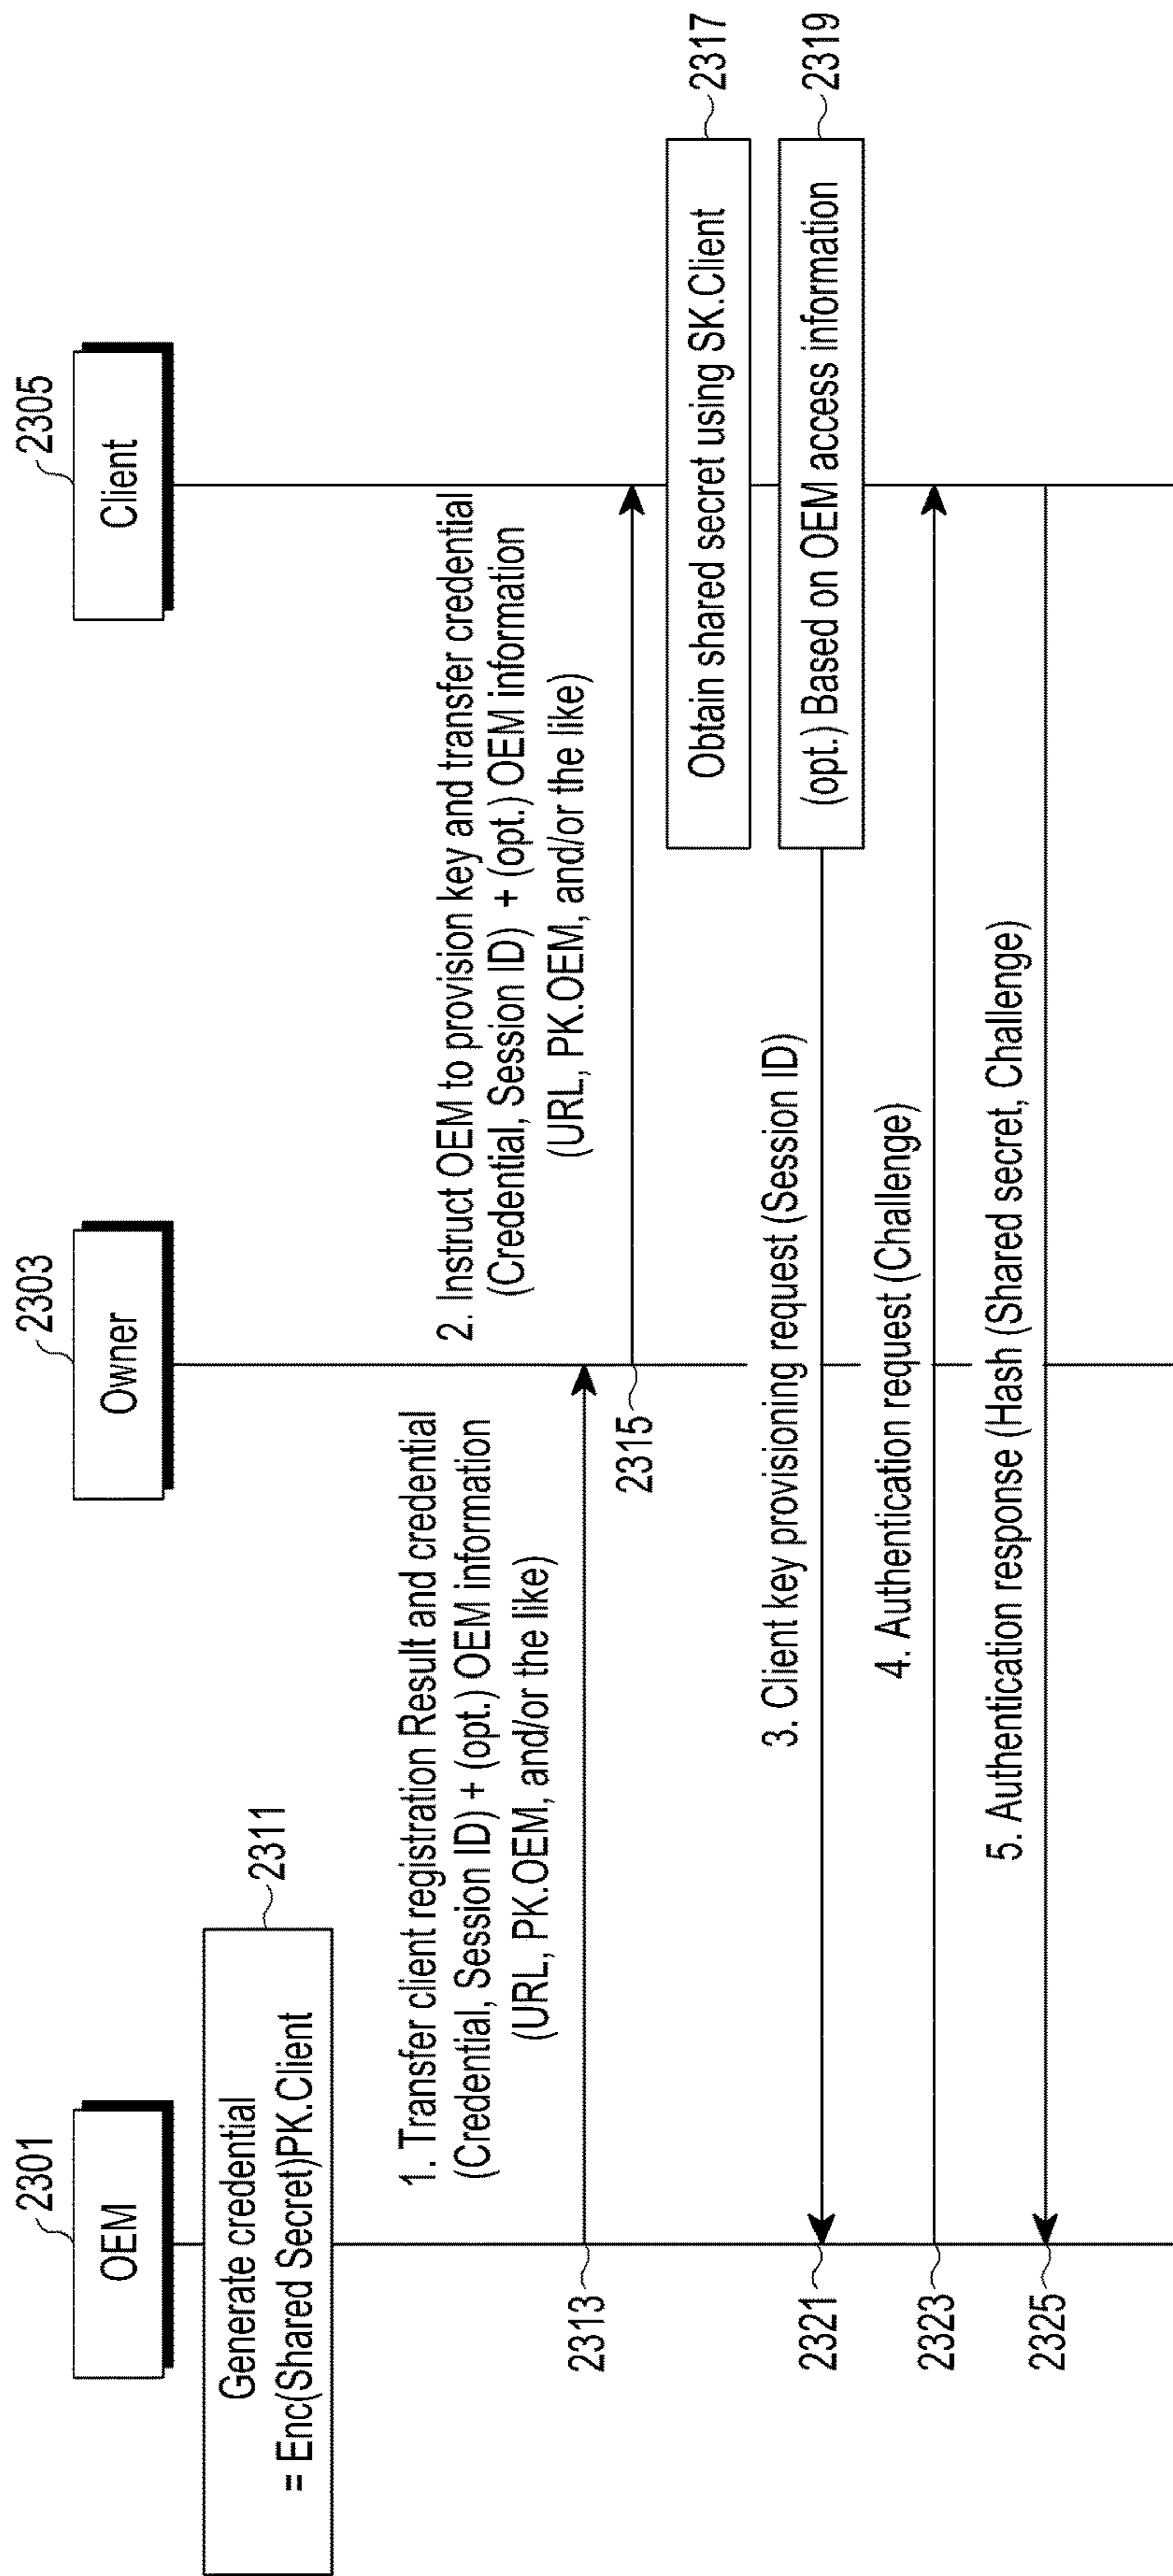 2301
OEM
2303
Owner
2305
Client
Generate credential
= Enc(Shared Secret)PK.Client
2311
1. Transfer client registration Result and credential
(Credential, Session ID) + (opt.) OEM information
(URL, PK.OEM, and/or the like)
2313
2. Instruct OEM to provision key and transfer credential
(Credential, Session ID) + (opt.) OEM information
(URL, PK.OEM, and/or the like)
2315
Obtain shared secret using SK.Client
2317
(opt.) Based on OEM access information
2319
3. Client key provisioning request (Session ID)
2321
4. Authentication request (Challenge)
2323
5. Authentication response (Hash (Shared secret, Challenge)
2325